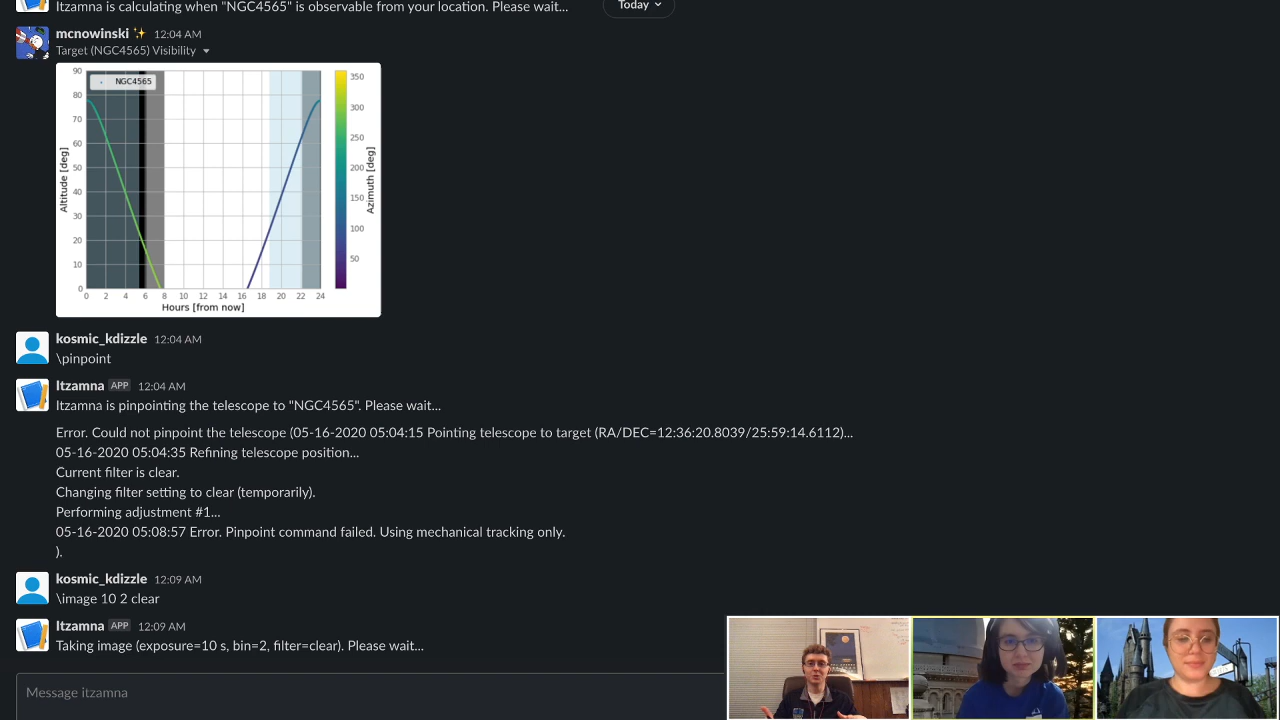 Itzamna is calculating when "NGC4565" is observable from your location. Please wait...
Today
mcnowinski 12:04 AM
Target (NGC4565) Visibility
NGC4565
90
80
70
60
50
40
30
20
10
0
Altitude [deg]
0 2 4 6 8 10 12 14 16 18 20 22 24
Hours [from now]
350
300
250
200
150
100
50
Azimuth [deg]
kosmic_kdizzle 12:04 AM
\pinpoint
Itzamna APP 12:04 AM
Itzamna is pinpointing the telescope to "NGC4565". Please wait...
Error. Could not pinpoint the telescope (05-16-2020 05:04:15 Pointing telescope to target (RA/DEC=12:36:20.8039/25:59:14.6112)...
05-16-2020 05:04:35 Refining telescope position...
Current filter is clear.
Changing filter setting to clear (temporarily).
Performing adjustment #1...
05-16-2020 05:08:57 Error. Pinpoint command failed. Using mechanical tracking only.
).
kosmic_kdizzle 12:09 AM
\image 10 2 clear
Itzamna APP 12:09 AM
Taking image (exposure=10 s, bin=2, filter=clear). Please wait...
Message itzamna